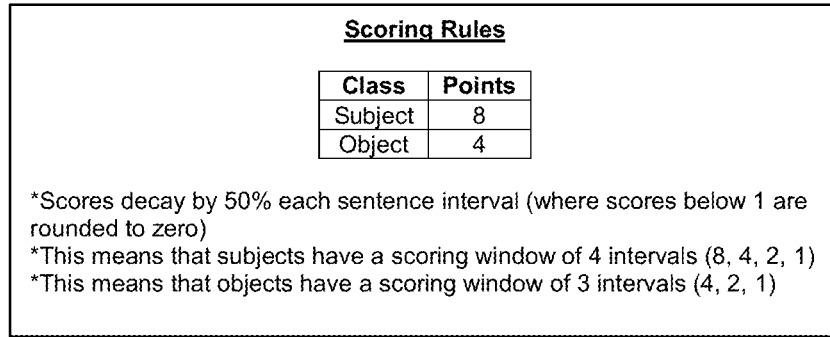 Scoring Rules
Class Points
Subject 8
Object 4
*Scores decay by 50% each sentence interval (where scores below 1 are
rounded to zero)
*This means that subjects have a scoring window of 4 intervals (8, 4, 2, 1)
*This means that objects have a scoring window of 3 intervals (4, 2, 1)